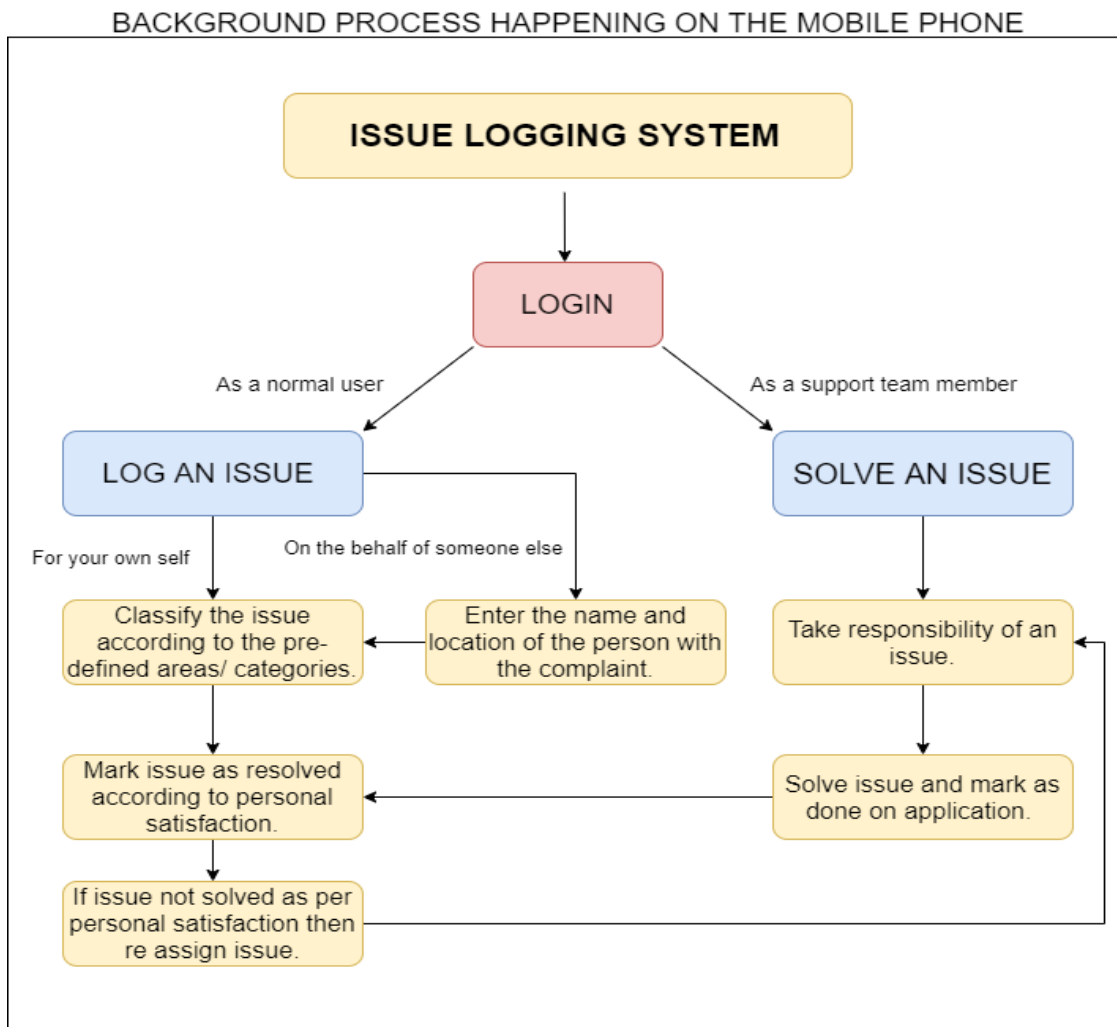 BACKGROUND PROCESS HAPPENING ON THE MOBILE PHONE
ISSUE LOGGING SYSTEM
LOGIN
As a normal user
As a support team member
LOG AN ISSUE
SOLVE AN ISSUE
For your own self
On the behalf of someone else
Classify the issue
according to the pre-
defined areas/ categories.
Enter the name and
location of the person with
the complaint.
Take responsibility of an
issue.
Mark issue as resolved
according to personal
satisfaction.
Solve issue and mark as
done on application.
If issue not solved as per
personal satisfaction then
re assign issue.